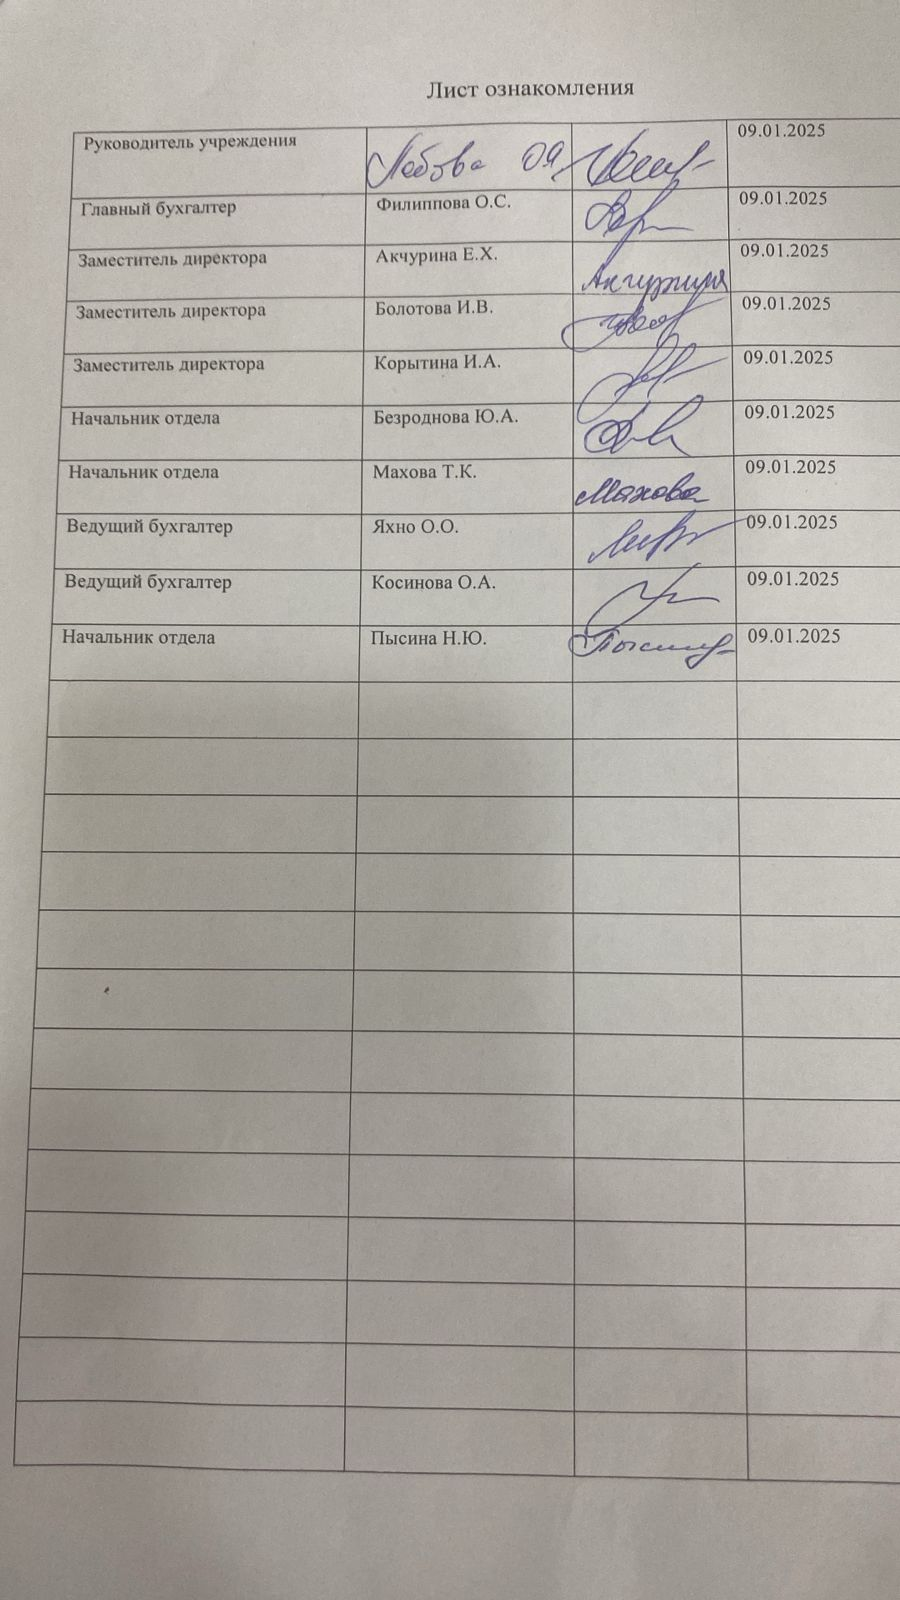 Лист ознакомления
Руководитель учреждения 09.01.2025
Главный бухгалтер Филиппова О.С. 09.01.2025
Заместитель директора Акчурина Е.Х. Акчурина 09.01.2025
Заместитель директора Болотова И.В. 09.01.2025
Заместитель директора Корытина И.А. 09.01.2025
Начальник отдела Безроднова Ю.А. 09.01.2025
Начальник отдела Махова Т.К. Махова 09.01.2025
Ведущий бухгалтер Яхно О.О. 09.01.2025
Ведущий бухгалтер Косинова О.А. 09.01.2025
Начальник отдела Пысина Н.Ю. 09.01.2025